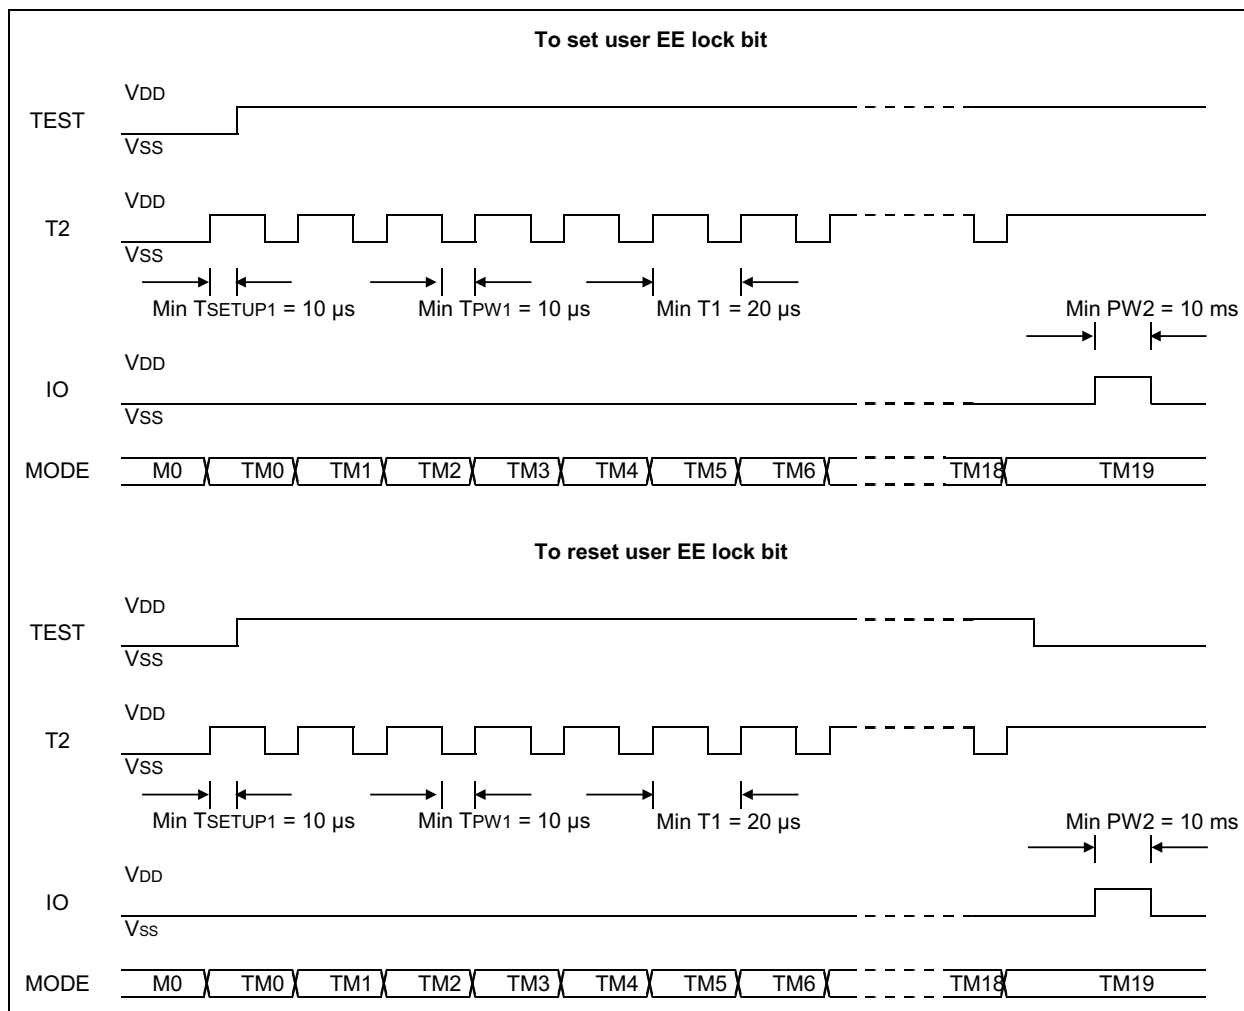 To set user EE lock bit
VDD
TEST
VSS
VDD
T2
VSS
Min TSETUP1 = 10 µs Min TPW1 = 10 µs Min T1 = 20 µs Min PW2 = 10 ms
VDD
IO
VSS
MODE M0 TM0 TM1 TM2 TM3 TM4 TM5 TM6 TM18 TM19
To reset user EE lock bit
VDD
TEST
VSS
VDD
T2
VSS
Min TSETUP1 = 10 µs Min TPW1 = 10 µs Min T1 = 20 µs Min PW2 = 10 ms
VDD
IO
VSS
MODE M0 TM0 TM1 TM2 TM3 TM4 TM5 TM6 TM18 TM19